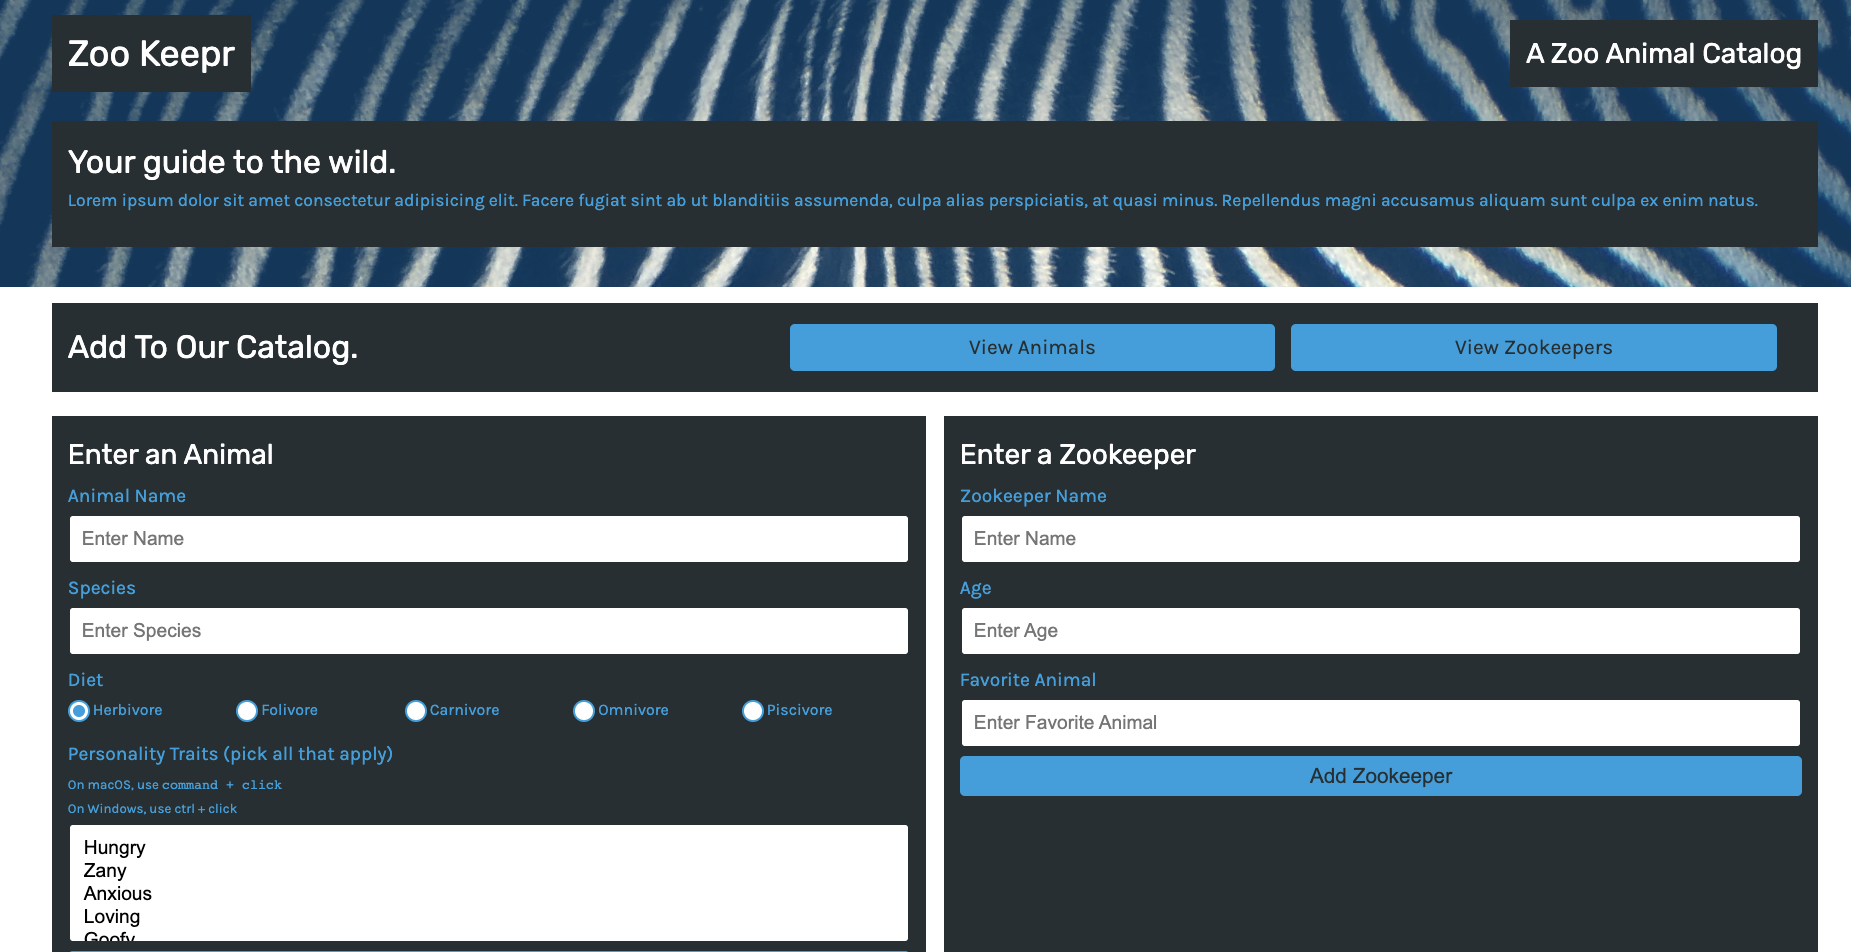 Zoo Keepr
A Zoo Animal Catalog
Your guide to the wild.
Lorem ipsum dolor sit amet consectetur adipisicing elit. Facere fugiat sint ab ut blanditiis assumenda, culpa alias perspiciatis, at quasi minus. Repellendus magni accusamus aliquam sunt culpa ex enim natus.
Add To Our Catalog.
View Animals
View Zookeepers
Enter an Animal
Animal Name
Enter Name
Species
Enter Species
Diet
Herbivore
Folivore
Carnivore
Omnivore
Piscivore
Personality Traits (pick all that apply)
On macOS, use command + click
On Windows, use ctrl + click
Hungry
Zany
Anxious
Loving
Goofy
Enter a Zookeeper
Zookeeper Name
Enter Name
Age
Enter Age
Favorite Animal
Enter Favorite Animal
Add Zookeeper